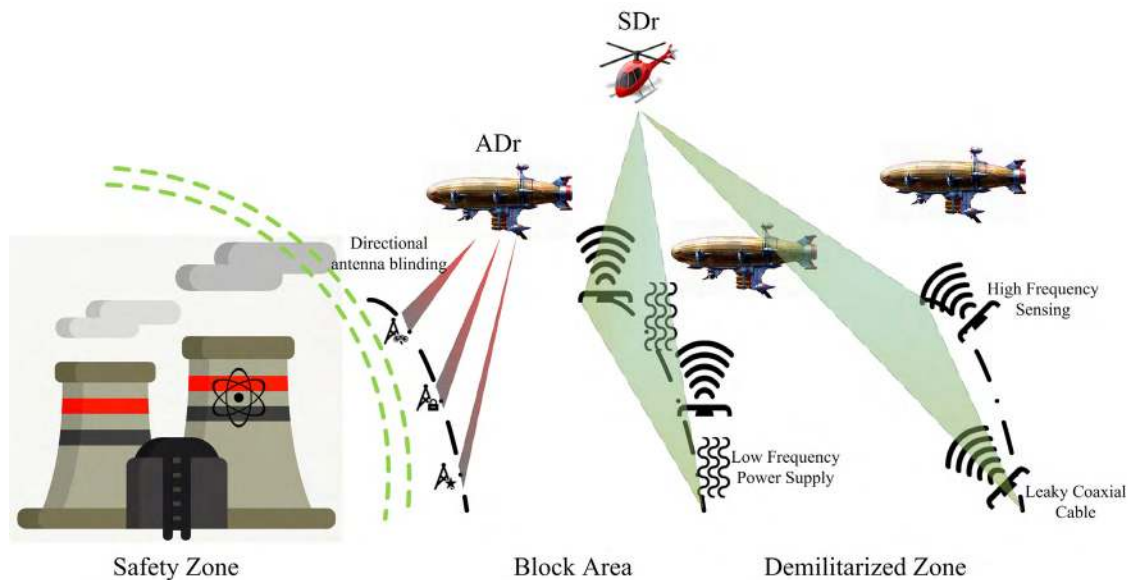 SDr
ADr
Directional
antenna blinding
High Frequency
Sensing
Low Frequency
Power Supply
Leaky Coaxial
Cable
Safety Zone
Block Area
Demilitarized Zone